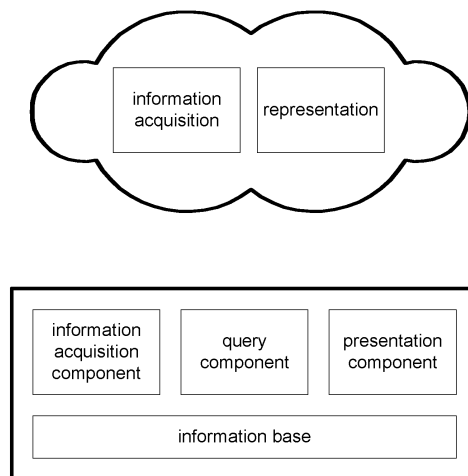 information
acquisition
representation
information
acquisition
component
query
component
presentation
component
information base